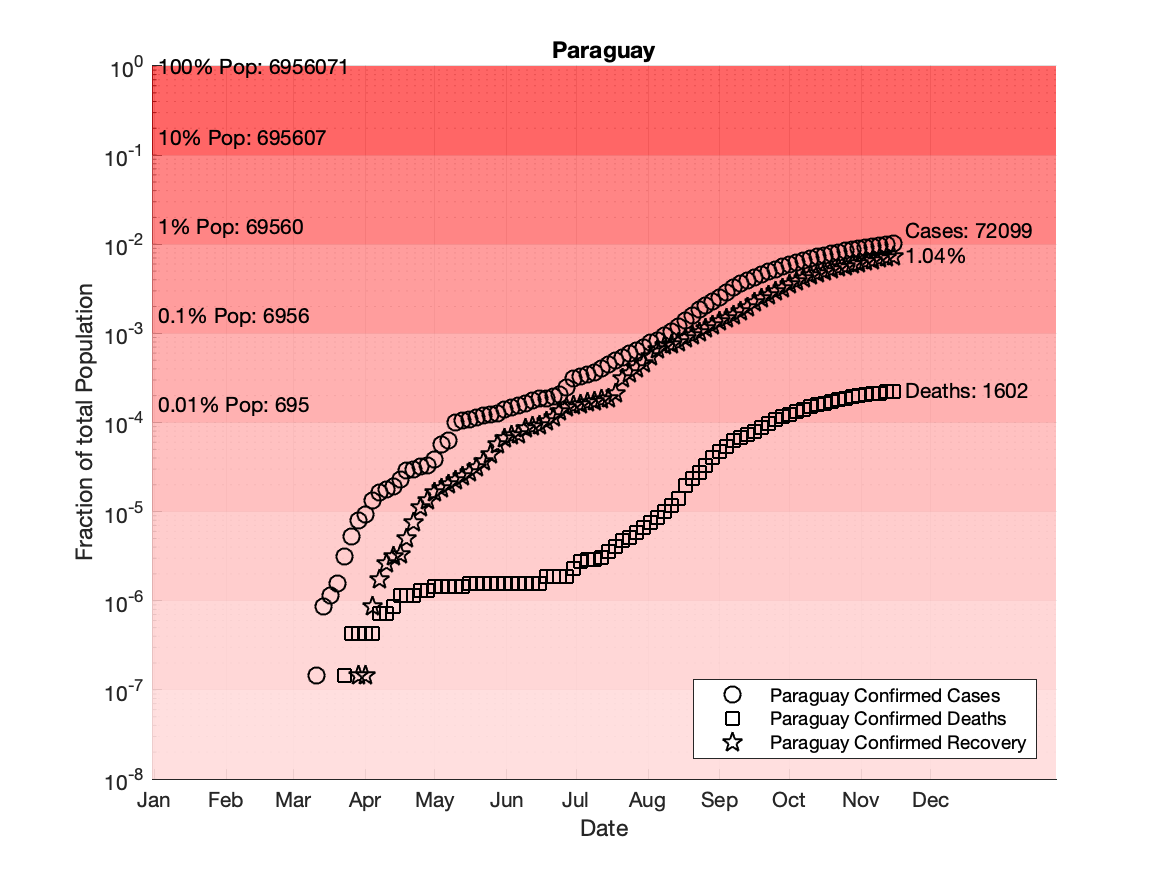 Paraguay
10^0
100% Pop: 6956071
10% Pop: 695607
10^-1
1% Pop: 69560
10^-2
Cases: 72099
1.04%
0.1% Pop: 6956
10^-3
0.01% Pop: 695
10^-4
Deaths: 1602
10^-5
10^-6
10^-7
10^-8
Fraction of total Population
Paraguay Confirmed Cases
Paraguay Confirmed Deaths
Paraguay Confirmed Recovery
Jan Feb Mar Apr May Jun Jul Aug Sep Oct Nov Dec
Date